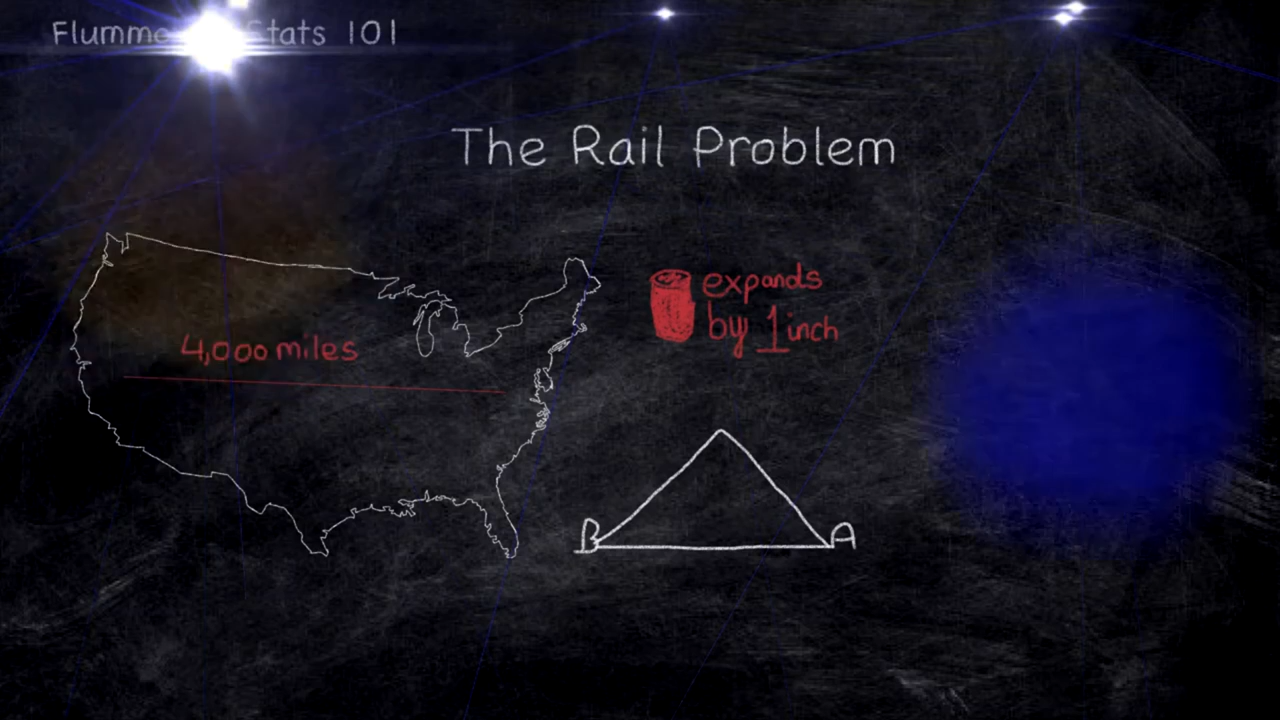 Stats 101
The Rail Problem
4,000 miles
expands
by 1 inch
B
A